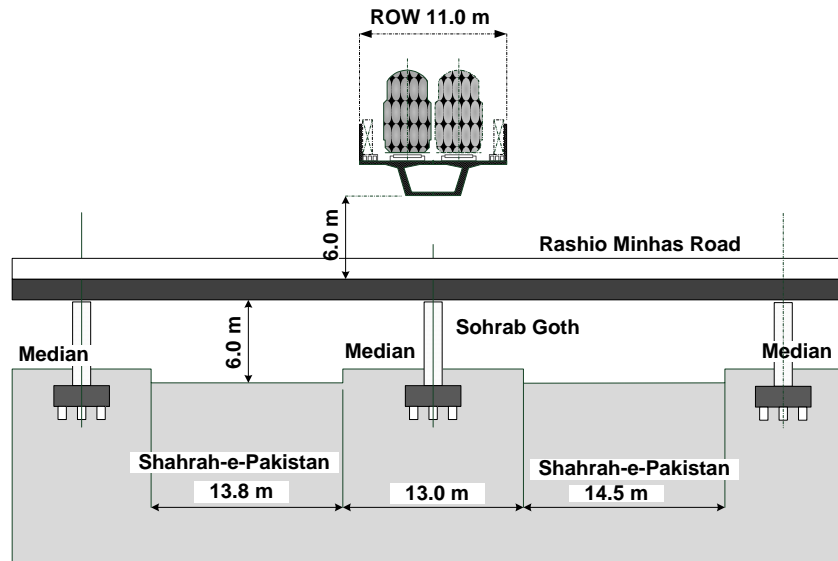 ROW 11.0 m
6.0 m
Rashio Minhas Road
6.0 m
Sohrab Goth
Median
Median
Median
Shahrah-e-Pakistan
13.8 m
13.0 m
Shahrah-e-Pakistan
14.5 m